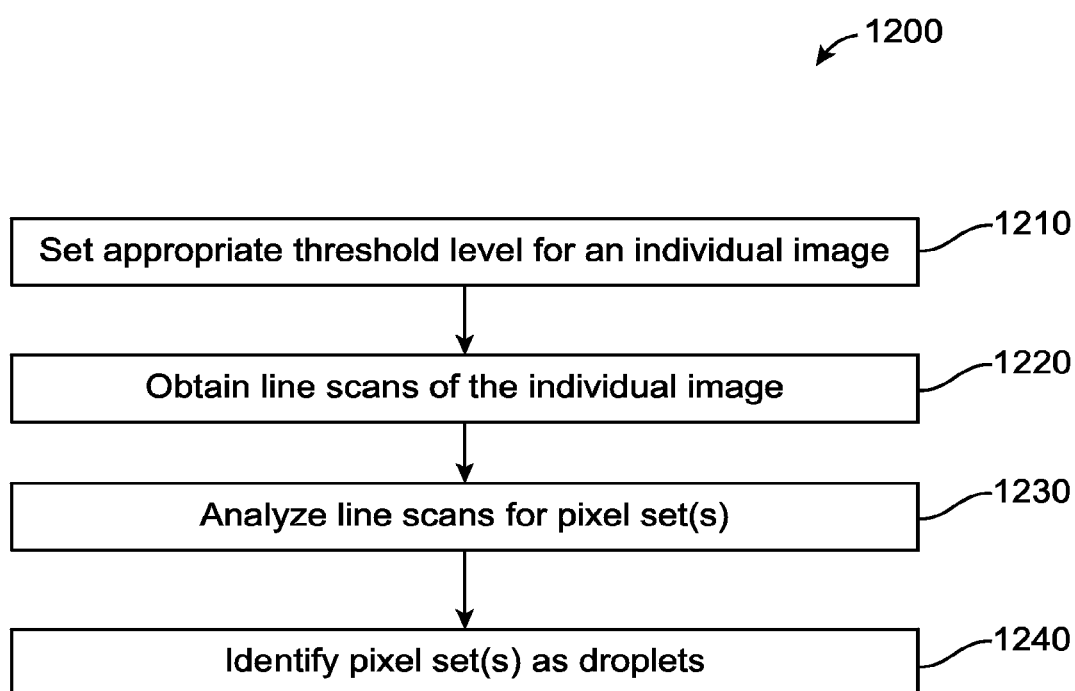 1200
Set appropriate threshold level for an individual image
1210
Obtain line scans of the individual image
1220
Analyze line scans for pixel set(s)
1230
Identify pixel set(s) as droplets
1240